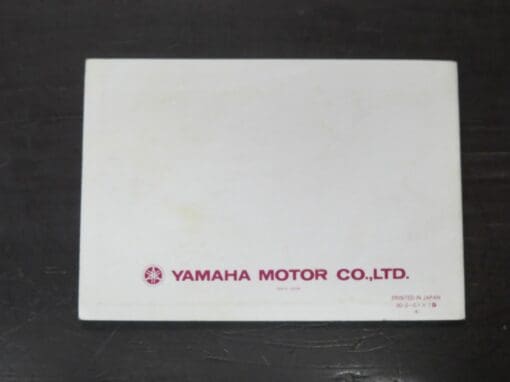 YAMAHA MOTOR CO.,LTD.
PRINTED IN JAPAN